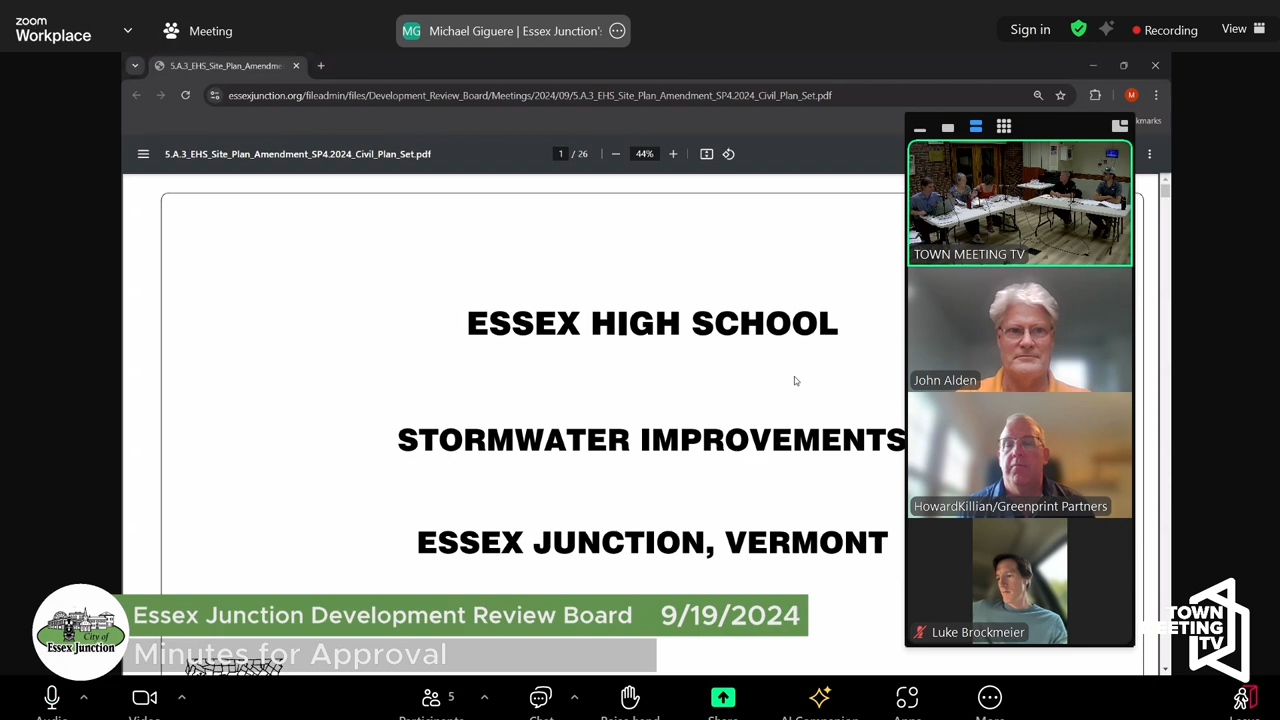 zoom
Workplace
Meeting
MG Michael Giguere | Essex Junction':
Sign in
Recording
View
5.A.3_EHS_Site_Plan_Amendme
essexjunction.org/fileadmin/files/Development_Review_Board/Meetings/2024/09/5.A.3_EHS_Site_Plan_Amendment_SP4.2024_Civil_Plan_Set.pdf
M
kmarks
5.A.3_EHS_Site_Plan_Amendment_SP4.2024_Civil_Plan_Set.pdf
1 / 26
44%
ESSEX HIGH SCHOOL
STORMWATER IMPROVEMENTS
ESSEX JUNCTION, VERMONT
TOWN MEETING TV
John Alden
HowardKillian/Greenprint Partners
Luke Brockmeier
City of
Essex Junction
Essex Junction Development Review Board 9/19/2024
Minutes for Approval
TOWN
MEETING
TV
5